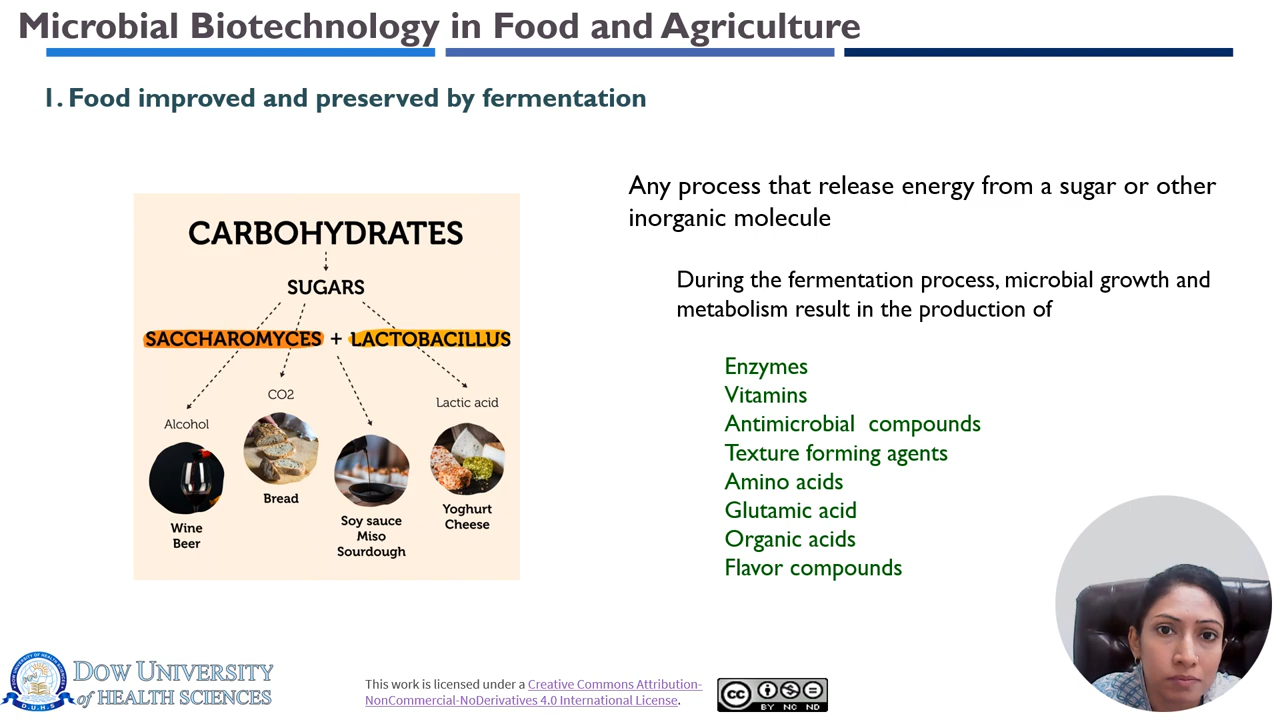 Microbial Biotechnology in Food and Agriculture
1. Food improved and preserved by fermentation
CARBOHYDRATES
SUGARS
SACCHAROMYCES + LACTOBACILLUS
Alcohol
CO2
Lactic acid
Wine
Beer
Bread
Soy sauce
Miso
Sourdough
Yoghurt
Cheese
Any process that release energy from a sugar or other
inorganic molecule
During the fermentation process, microbial growth and
metabolism result in the production of
Enzymes
Vitamins
Antimicrobial compounds
Texture forming agents
Amino acids
Glutamic acid
Organic acids
Flavor compounds
D.U.H.S
DOW UNIVERSITY
of HEALTH SCIENCES
This work is licensed under a Creative Commons Attribution-
NonCommercial-NoDerivatives 4.0 International License.
cc
BY NC ND